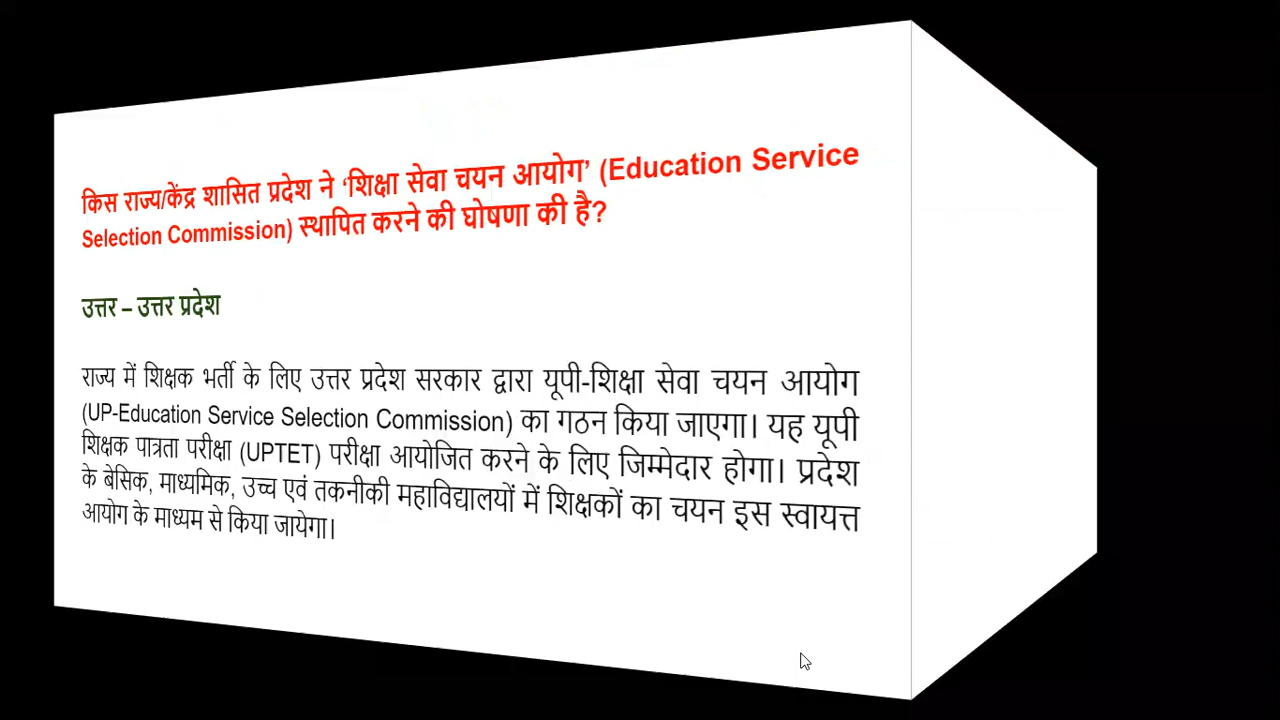 किस राज्य/केंद्र शासित प्रदेश ने ‘शिक्षा सेवा चयन आयोग’ (Education Service
Selection Commission) स्थापित करने की घोषणा की है?
उत्तर – उत्तर प्रदेश
राज्य में शिक्षक भर्ती के लिए उत्तर प्रदेश सरकार द्वारा यूपी-शिक्षा सेवा चयन आयोग
(UP-Education Service Selection Commission) का गठन किया जाएगा। यह यूपी
शिक्षक पात्रता परीक्षा (UPTET) परीक्षा आयोजित करने के लिए जिम्मेदार होगा। प्रदेश
के बेसिक, माध्यमिक, उच्च एवं तकनीकी महाविद्यालयों में शिक्षकों का चयन इस स्वायत्त
आयोग के माध्यम से किया जायेगा।